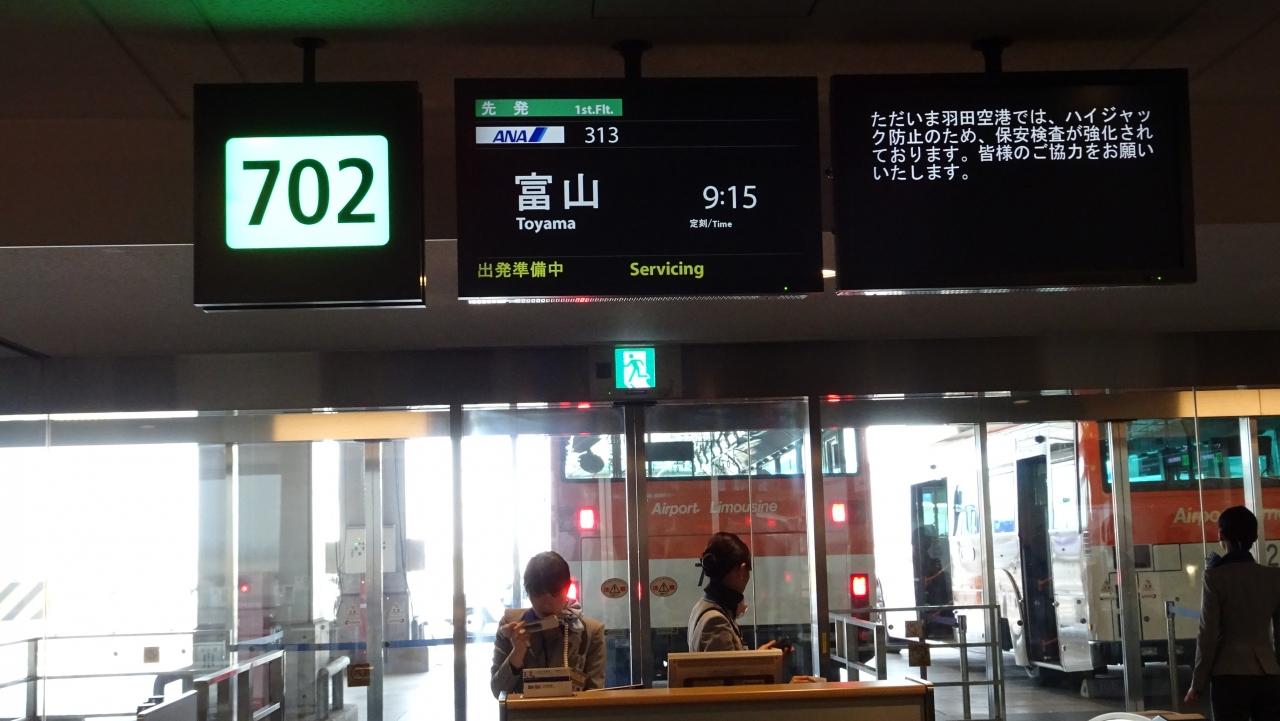 702
先発 1st.Flt.
ANA 313
富山
Toyama
9:15
定刻/Time
出発準備中 Servicing
ただいま羽田空港では、ハイジャッ
ク防止のため、保安検査が強化され
ております。皆様のご協力をお願い
いたします。
Airport Limousine